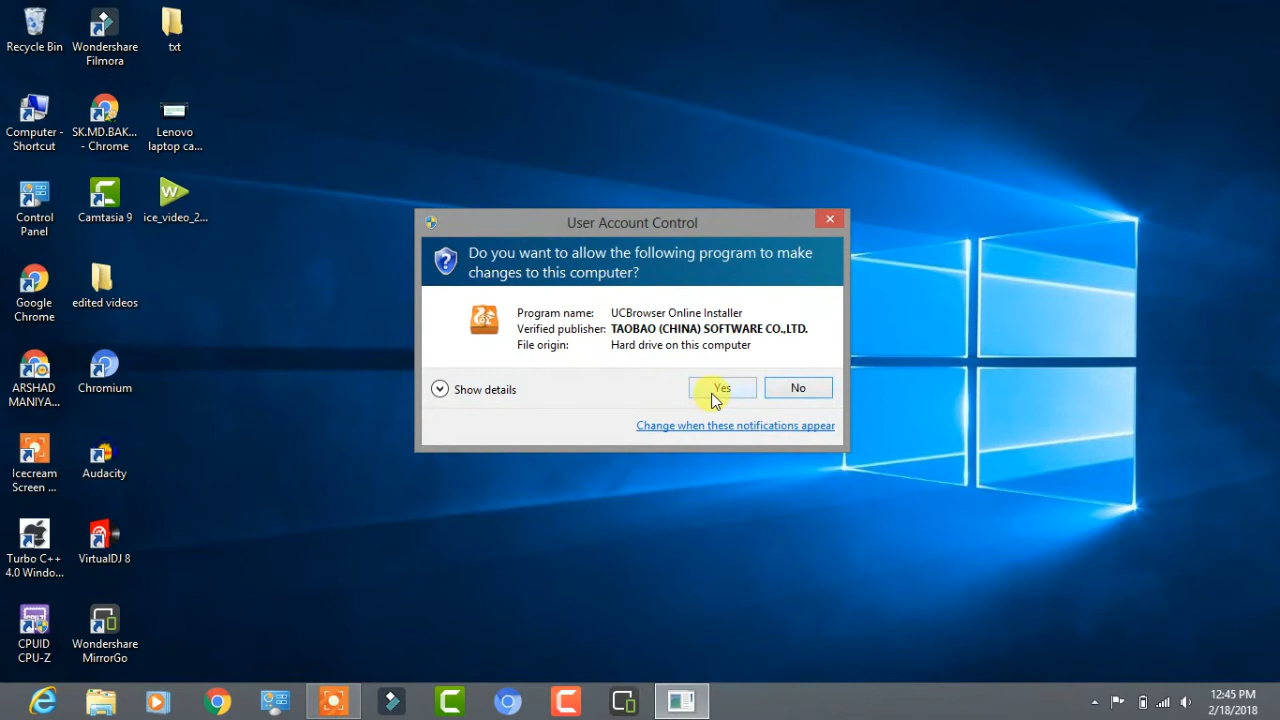 Recycle Bin
Wondershare
Filmora
txt
Computer -
Shortcut
SK.MD.BAK...
- Chrome
Lenovo
laptop ca...
Control
Panel
Camtasia 9
ice_video_2...
Google
Chrome
edited videos
ARSHAD
MANIYA...
Chromium
Icecream
Screen ...
Audacity
Turbo C++
4.0 Windo...
VirtualDJ 8
CPUID
CPU-Z
Wondershare
MirrorGo
User Account Control
Do you want to allow the following program to make
changes to this computer?
Program name: UCBrowser Online Installer
Verified publisher: TAOBAO (CHINA) SOFTWARE CO.,LTD.
File origin: Hard drive on this computer
Show details
Yes
No
Change when these notifications appear
12:45 PM
2/18/2018